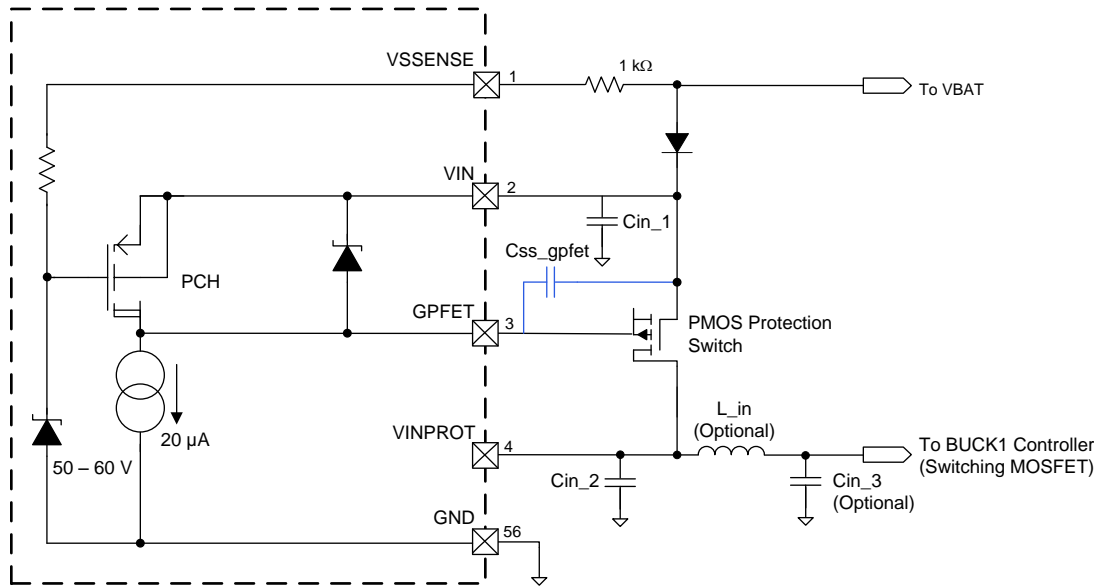 VSSENSE
1
1 kΩ
To VBAT
VIN
2
Cin_1
Css_gpfet
PCH
GPFET
3
PMOS Protection
Switch
20 µA
50 – 60 V
VINPROT
4
L_in
(Optional)
To BUCK1 Controller
(Switching MOSFET)
Cin_2
Cin_3
(Optional)
GND
56